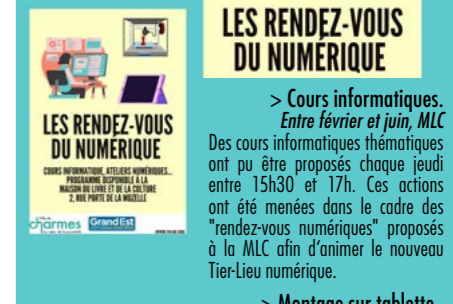 LES RENDEZ-VOUS
DU NUMÉRIQUE
COURS INFORMATIQUE, ATELIERS NUMÉRIQUES...
PROGRAMME DISPONIBLE À LA
MAISON DU LIVRE ET DE LA CULTURE
2, RUE PORTE DE LA MOZELLE
charmes
Grand Est
LES RENDEZ-VOUS
DU NUMÉRIQUE
> Cours informatiques.
Entre février et juin, MLC
Des cours informatiques thématiques
ont pu être proposés chaque jeudi
entre 15h30 et 17h. Ces actions
ont été menées dans le cadre des
"rendez-vous numériques" proposés
à la MLC afin d'animer le nouveau
Tier-Lieu numérique.
> Montage sur tablette.